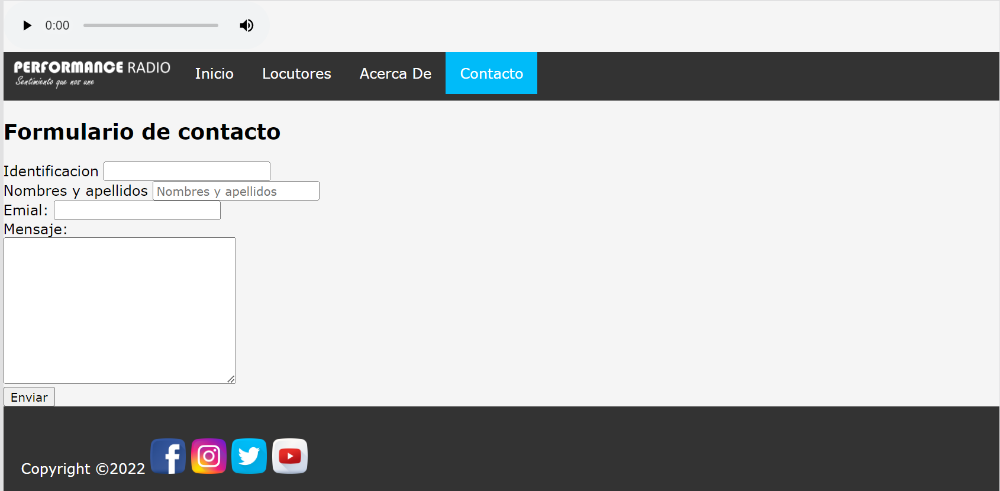 0:00
PERFORMANCE RADIO
Sentimiento que nos une
Inicio Locutores Acerca De Contacto
Formulario de contacto
Identificacion
Nombres y apellidos Nombres y apellidos
Emial:
Mensaje:
Enviar
Copyright ©2022